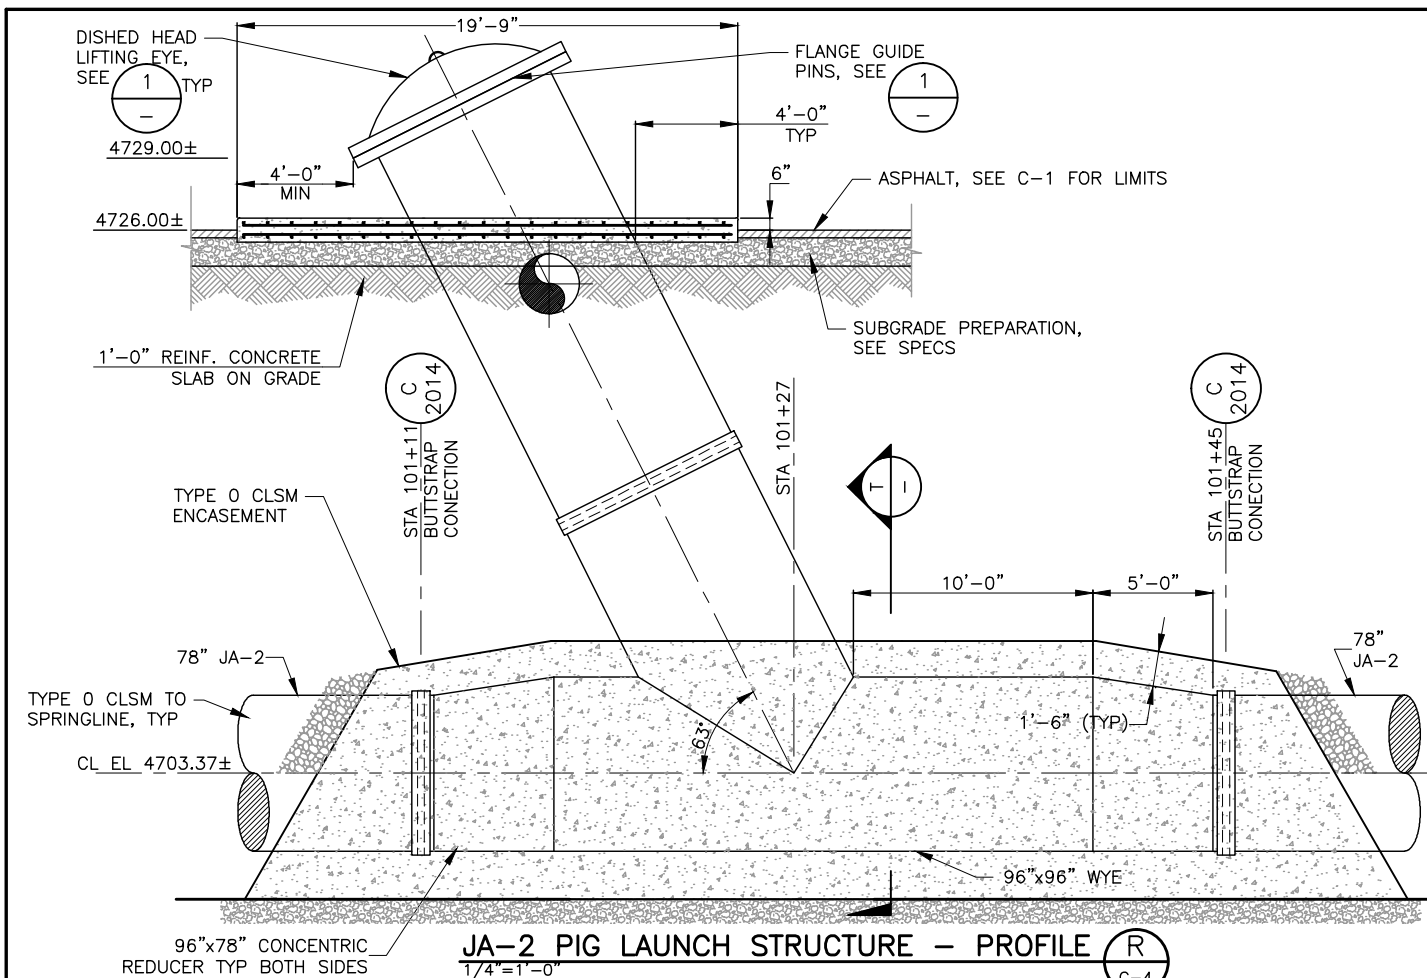 19'-9"
DISHED HEAD
LIFTING EYE,
SEE
1
–
TYP
FLANGE GUIDE
PINS, SEE
1
–
4'-0"
TYP
4729.00±
4'-0"
MIN
6"
ASPHALT, SEE C-1 FOR LIMITS
4726.00±
SUBGRADE PREPARATION,
SEE SPECS
1'-0" REINF. CONCRETE
SLAB ON GRADE
C
2014
STA 101+11
BUTTSTRAP
CONECTION
STA 101+27
C
2014
STA 101+45
BUTTSTRAP
CONECTION
T
–
TYPE 0 CLSM
ENCASEMENT
10'-0"
5'-0"
78" JA-2
78"
JA-2
TYPE 0 CLSM TO
SPRINGLINE, TYP
63°
1'-6" (TYP)
CL EL 4703.37±
96"x96" WYE
96"x78" CONCENTRIC
REDUCER TYP BOTH SIDES
JA-2 PIG LAUNCH STRUCTURE - PROFILE
1/4"=1'-0"
R
C-4